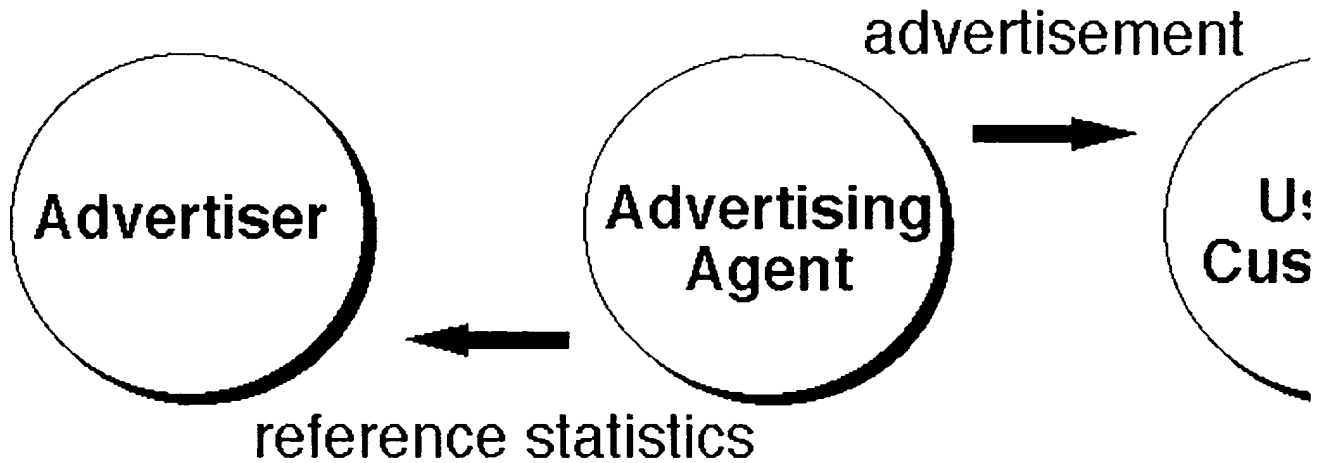 advertisement
Advertiser
Advertising
Agent
reference statistics